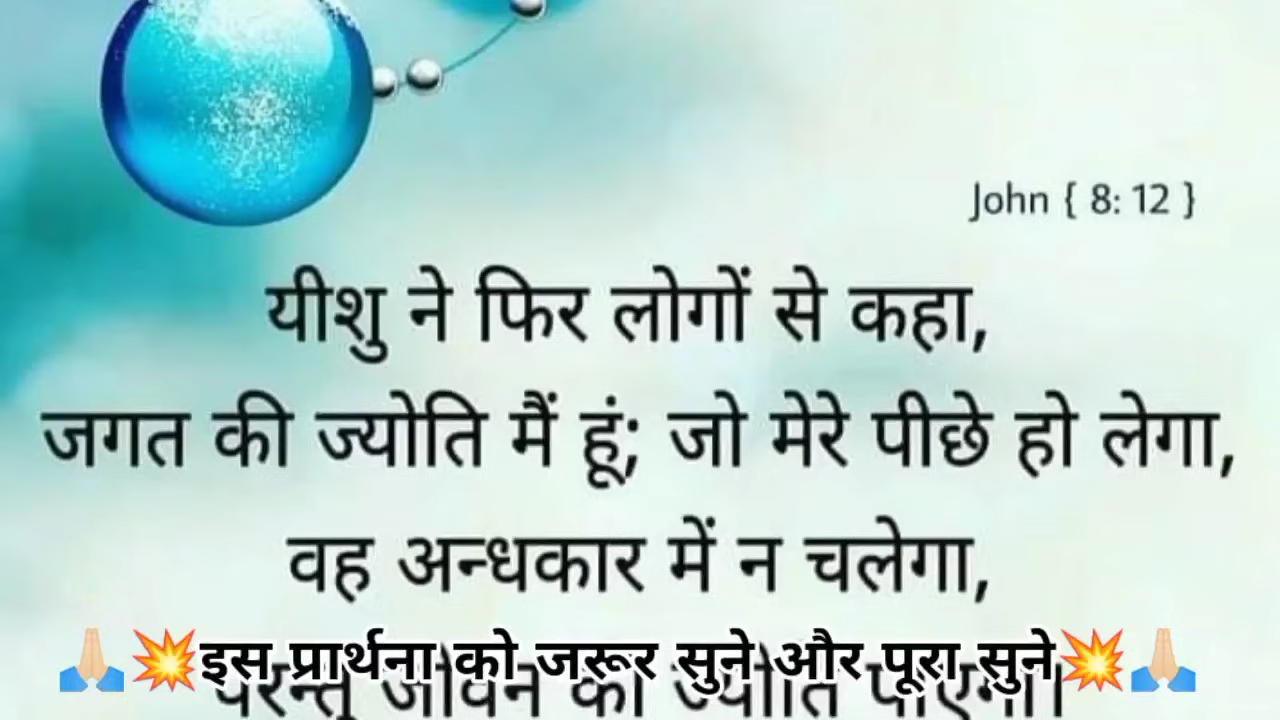 John { 8: 12 }
यीशु ने फिर लोगों से कहा,
जगत की ज्योति मैं हूं; जो मेरे पीछे हो लेगा,
वह अन्धकार में न चलेगा,
🙏🏻💥इस प्रार्थना को जरूर सुने और पूरा सुने💥🙏🏻
परन्तु जीवन की ज्योति पाएगा।